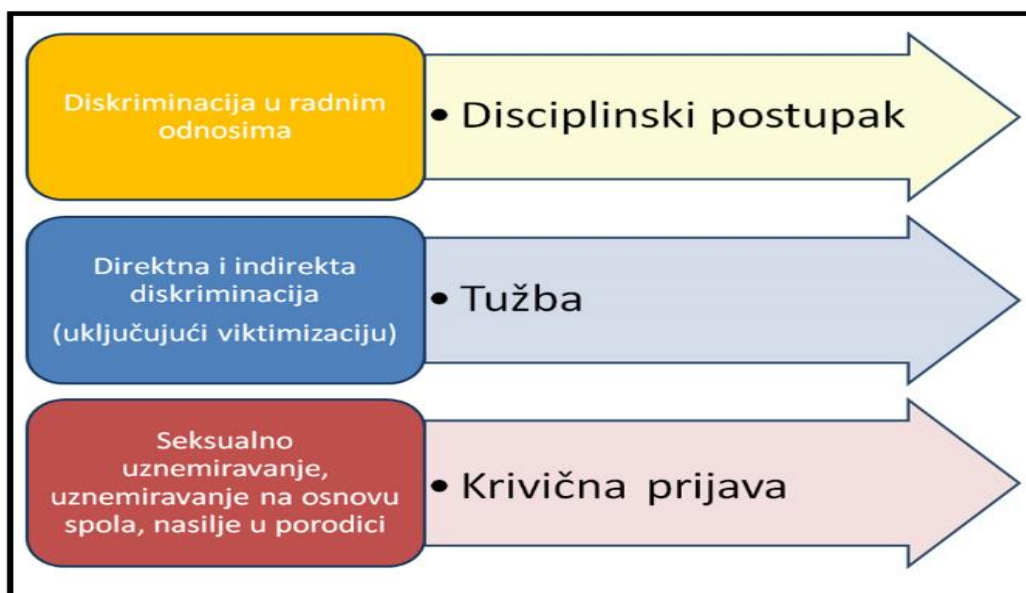 Diskriminacija u radnim
odnosima
• Disciplinski postupak
Direktna i indirekta
diskriminacija
(uključujući viktimizaciju)
• Tužba
Seksualno
uznemiravanje,
uznemiravanje na osnovu
spola, nasilje u porodici
• Krivična prijava